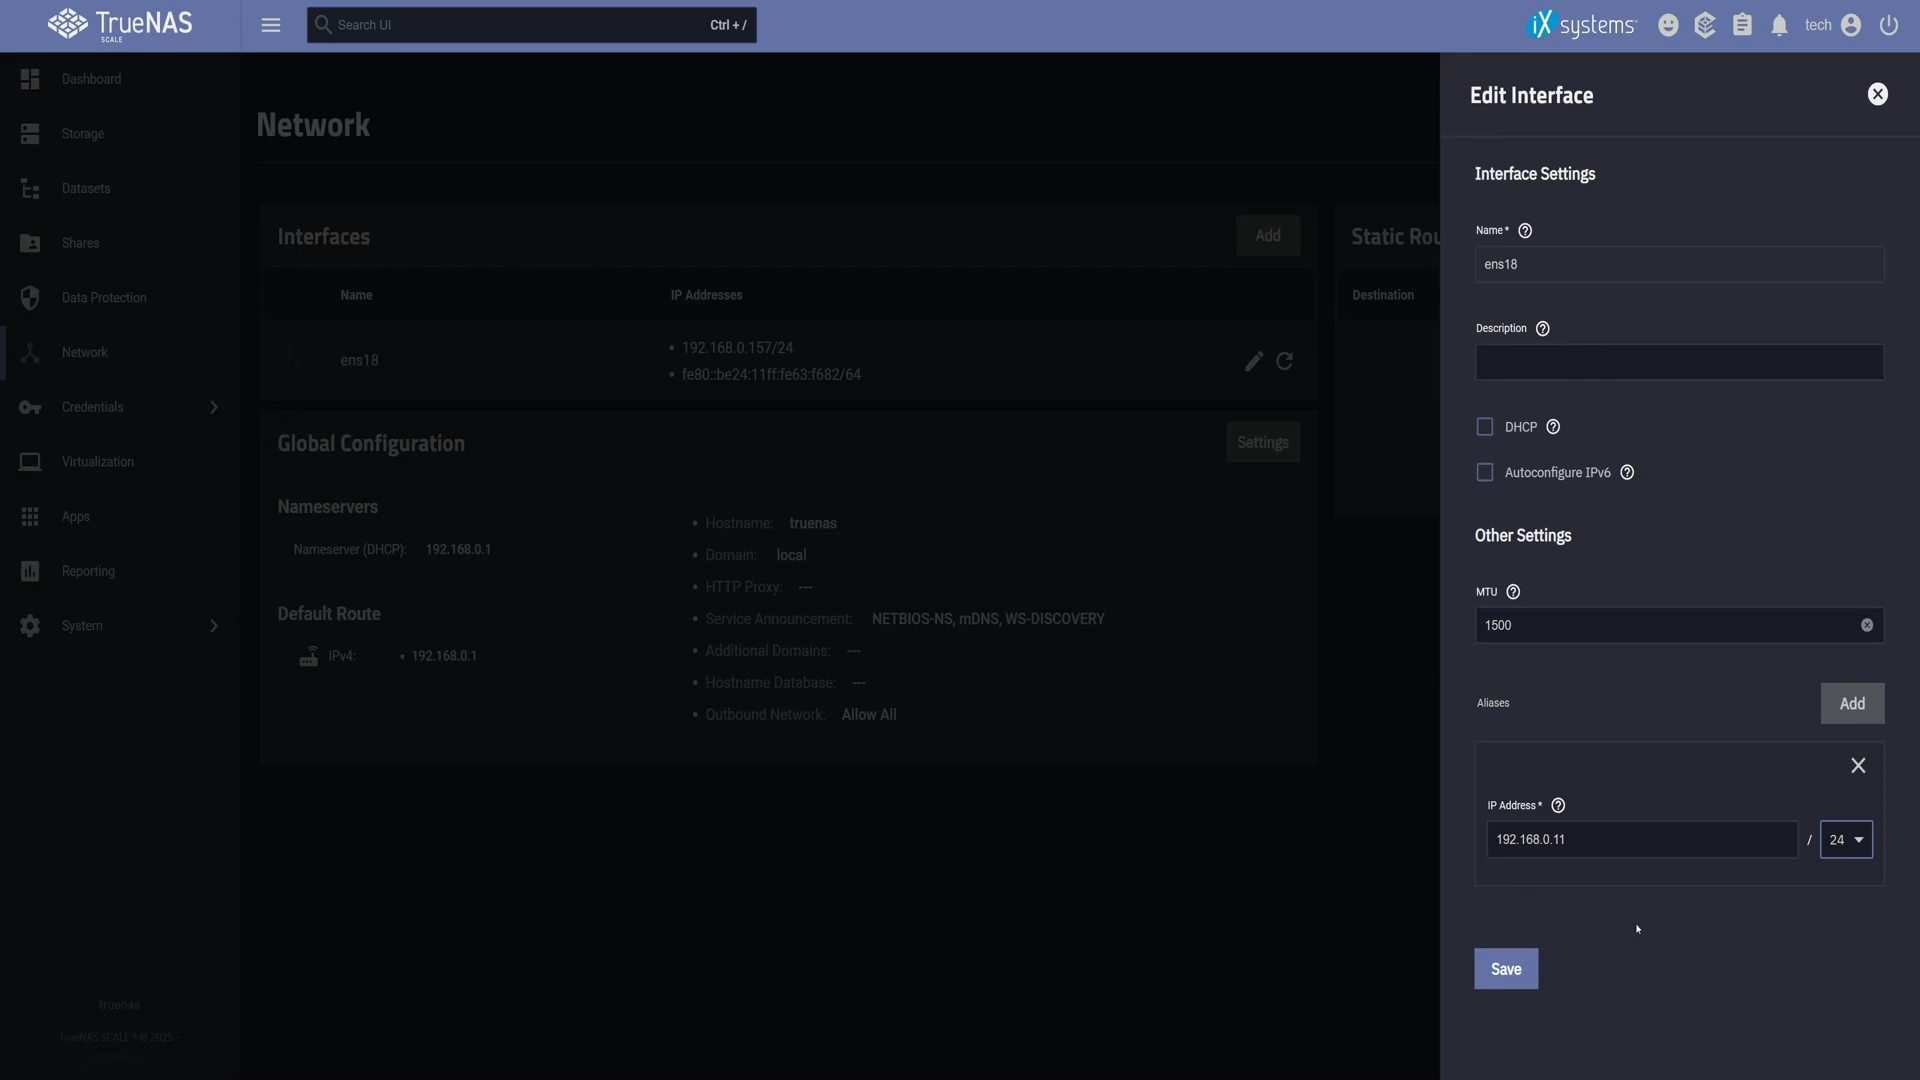 TrueNAS
SCALE
Search UI
Ctrl + /
iX systems
tech
Dashboard
Storage
Datasets
Shares
Data Protection
Network
Credentials
Virtualization
Apps
Reporting
System
truenas
TrueNAS SCALE ® © 2025 -
Network
Interfaces
Add
Name
IP Addresses
ens18
• 192.168.0.157/24
• fe80::be24:11ff:fe63:f682/64
Global Configuration
Settings
Nameservers
Nameserver (DHCP): 192.168.0.1
Default Route
IPv4: • 192.168.0.1
• Hostname: truenas
• Domain: local
• HTTP Proxy: ---
• Service Announcement: NETBIOS-NS, mDNS, WS-DISCOVERY
• Additional Domains: ---
• Hostname Database: ---
• Outbound Network: Allow All
Static Rou
Destination
Edit Interface
Interface Settings
Name *
ens18
Description
DHCP
Autoconfigure IPv6
Other Settings
MTU
1500
Aliases
Add
IP Address *
192.168.0.11 / 24
Save